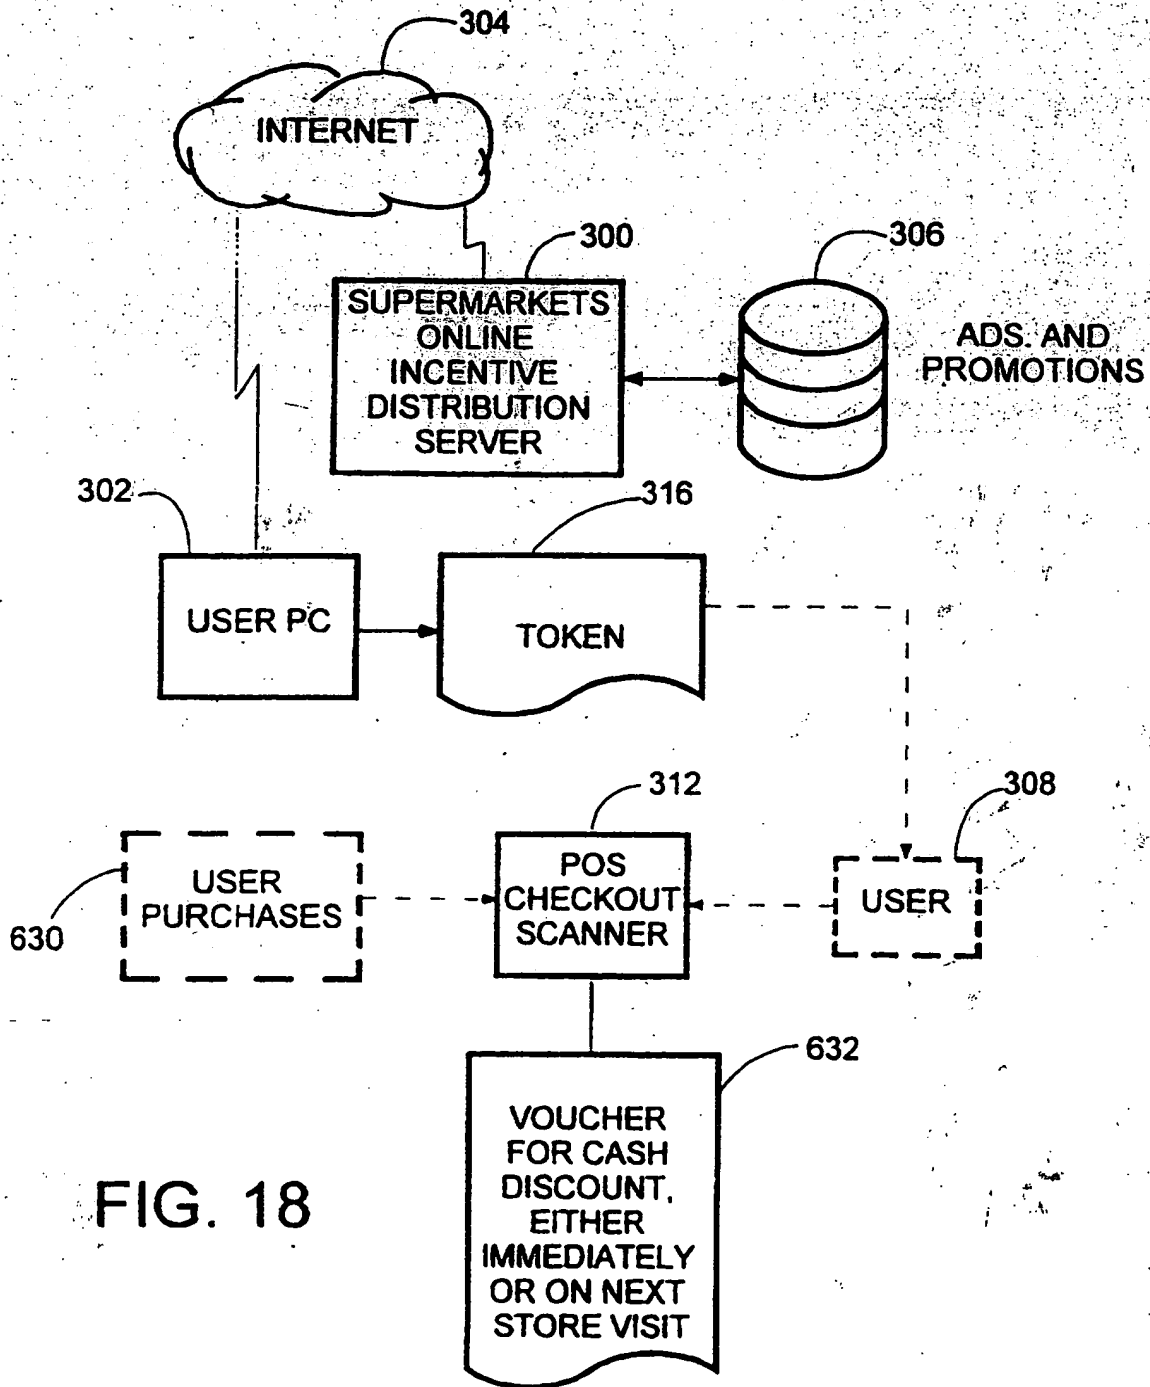 304
INTERNET
300
306
SUPERMARKETS
ONLINE
INCENTIVE
DISTRIBUTION
SERVER
ADS. AND
PROMOTIONS
302
316
USER PC
TOKEN
312
308
USER
PURCHASES
630
POS
CHECKOUT
SCANNER
USER
632
VOUCHER
FOR CASH
DISCOUNT,
EITHER
IMMEDIATELY
OR ON NEXT
STORE VISIT
FIG. 18